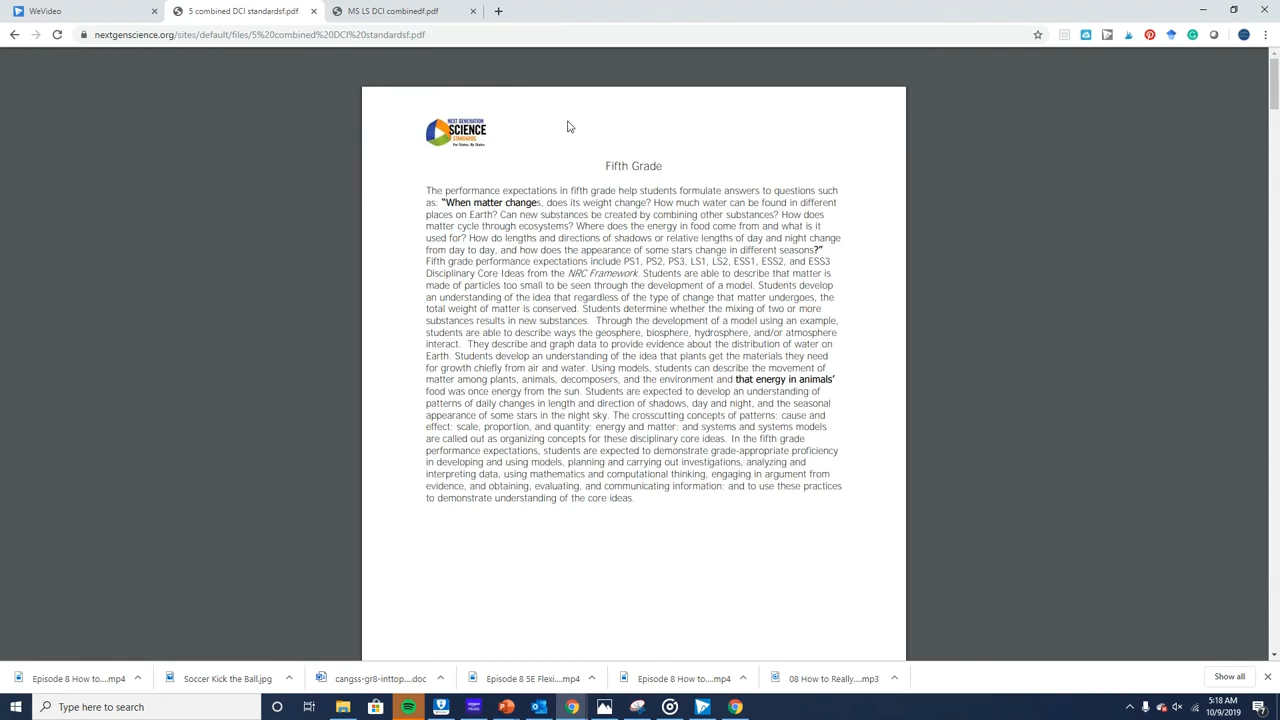 WeVideo
5 combined DCI standardsf.pdf
MS LS DCI combinedf.pdf
nextgenscience.org/sites/default/files/5%20combined%20DCI%20standardsf.pdf
NEXT GENERATION
SCIENCE
STANDARDS
For States, By States
Fifth Grade
The performance expectations in fifth grade help students formulate answers to questions such
as: “When matter changes, does its weight change? How much water can be found in different
places on Earth? Can new substances be created by combining other substances? How does
matter cycle through ecosystems? Where does the energy in food come from and what is it
used for? How do lengths and directions of shadows or relative lengths of day and night change
from day to day, and how does the appearance of some stars change in different seasons?”
Fifth grade performance expectations include PS1, PS2, PS3, LS1, LS2, ESS1, ESS2, and ESS3
Disciplinary Core Ideas from the NRC Framework. Students are able to describe that matter is
made of particles too small to be seen through the development of a model. Students develop
an understanding of the idea that regardless of the type of change that matter undergoes, the
total weight of matter is conserved. Students determine whether the mixing of two or more
substances results in new substances. Through the development of a model using an example,
students are able to describe ways the geosphere, biosphere, hydrosphere, and/or atmosphere
interact. They describe and graph data to provide evidence about the distribution of water on
Earth. Students develop an understanding of the idea that plants get the materials they need
for growth chiefly from air and water. Using models, students can describe the movement of
matter among plants, animals, decomposers, and the environment and that energy in animals’
food was once energy from the sun. Students are expected to develop an understanding of
patterns of daily changes in length and direction of shadows, day and night, and the seasonal
appearance of some stars in the night sky. The crosscutting concepts of patterns; cause and
effect; scale, proportion, and quantity; energy and matter; and systems and systems models
are called out as organizing concepts for these disciplinary core ideas. In the fifth grade
performance expectations, students are expected to demonstrate grade-appropriate proficiency
in developing and using models, planning and carrying out investigations, analyzing and
interpreting data, using mathematics and computational thinking, engaging in argument from
evidence, and obtaining, evaluating, and communicating information; and to use these practices
to demonstrate understanding of the core ideas.
Episode 8 How to....mp4
Soccer Kick the Ball.jpg
cangss-gr8-inttop....doc
Episode 8 5E Flexi....mp4
Episode 8 How to....mp4
08 How to Really....mp3
Show all
Type here to search
5:18 AM
10/9/2019